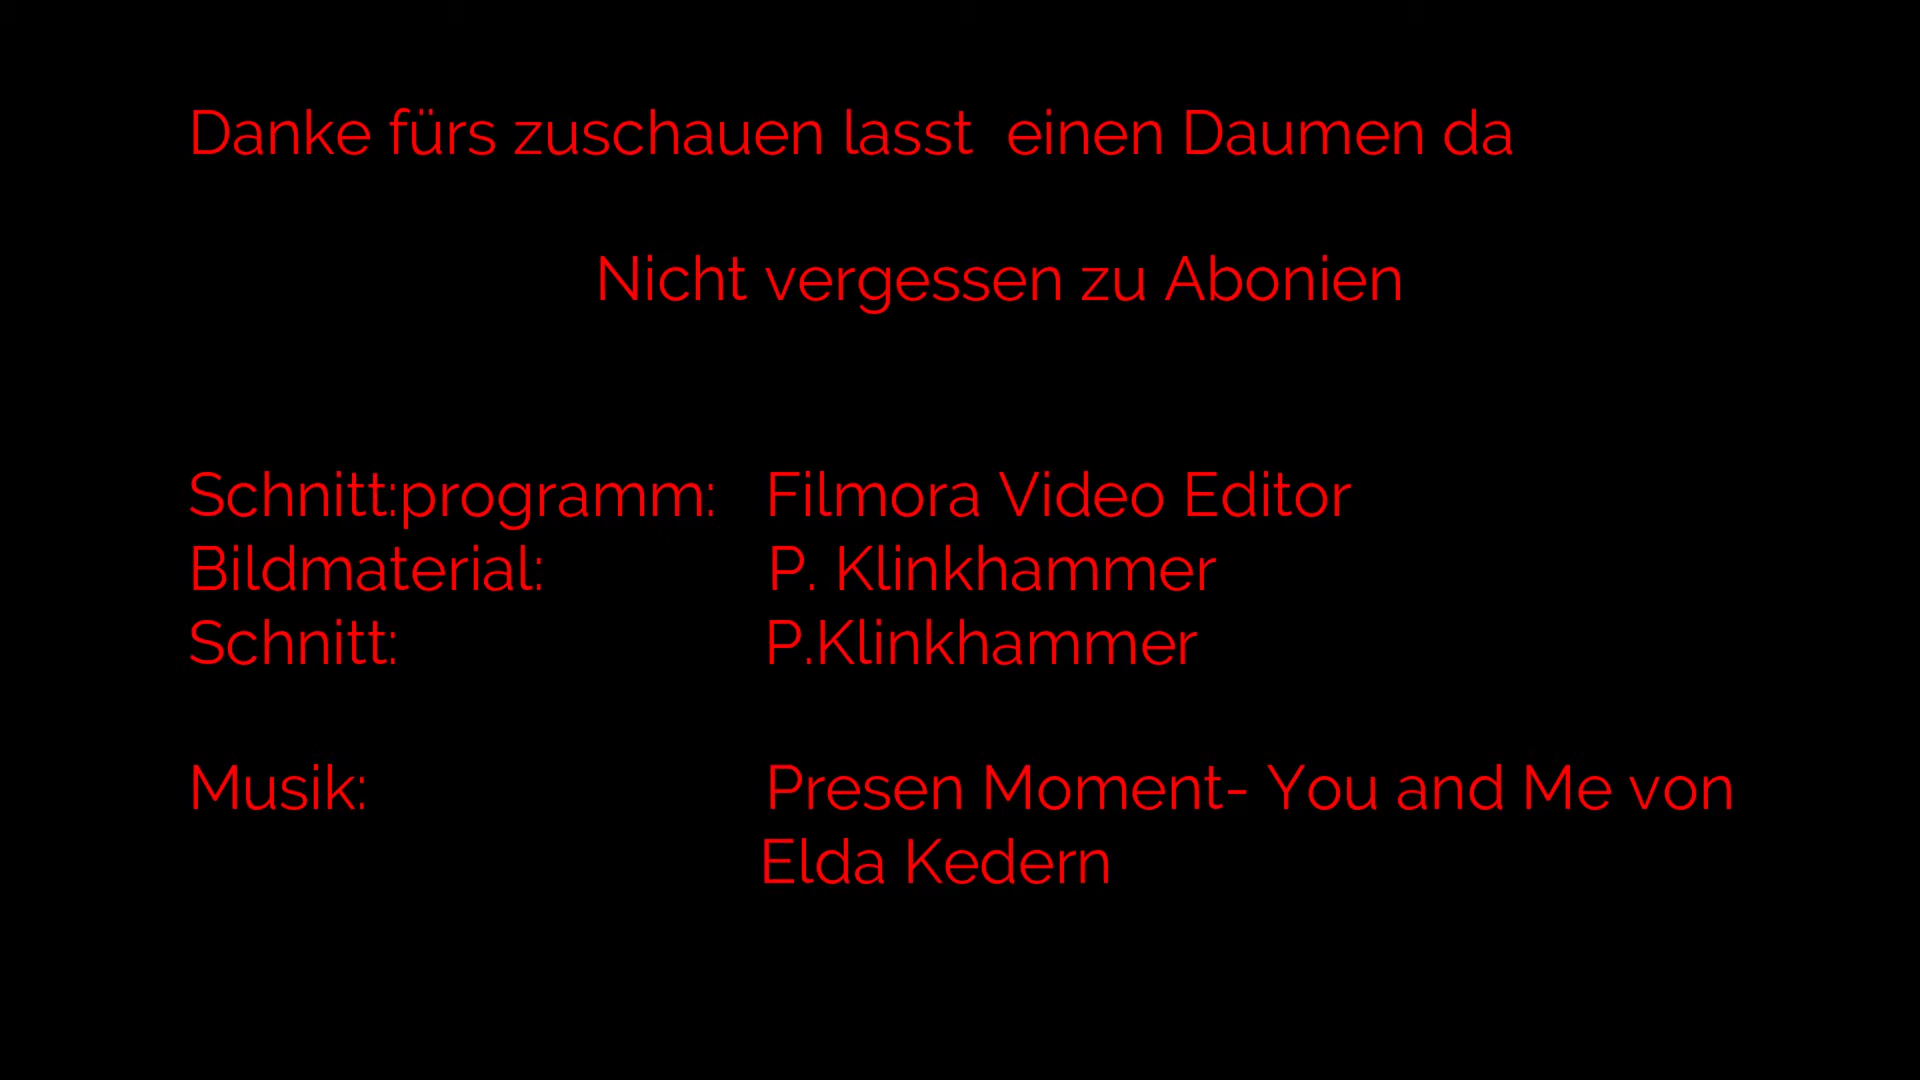 Danke fürs zuschauen lasst  einen Daumen da
Nicht vergessen zu Abonien
Schnitt:programm: Filmora Video Editor
Bildmaterial: P. Klinkhammer
Schnitt: P.Klinkhammer
Musik: Presen Moment- You and Me von
Elda Kedern